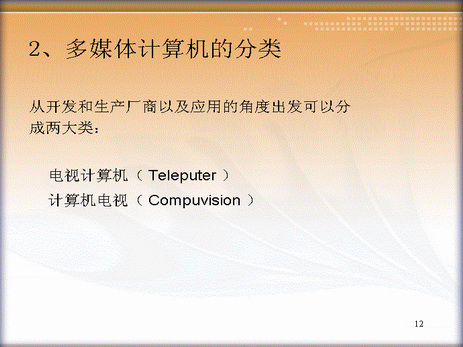 2、多媒体计算机的分类
从开发和生产厂商以及应用的角度出发可以分
成两大类：
电视计算机（ Teleputer ）
计算机电视（ Compuvision ）
12